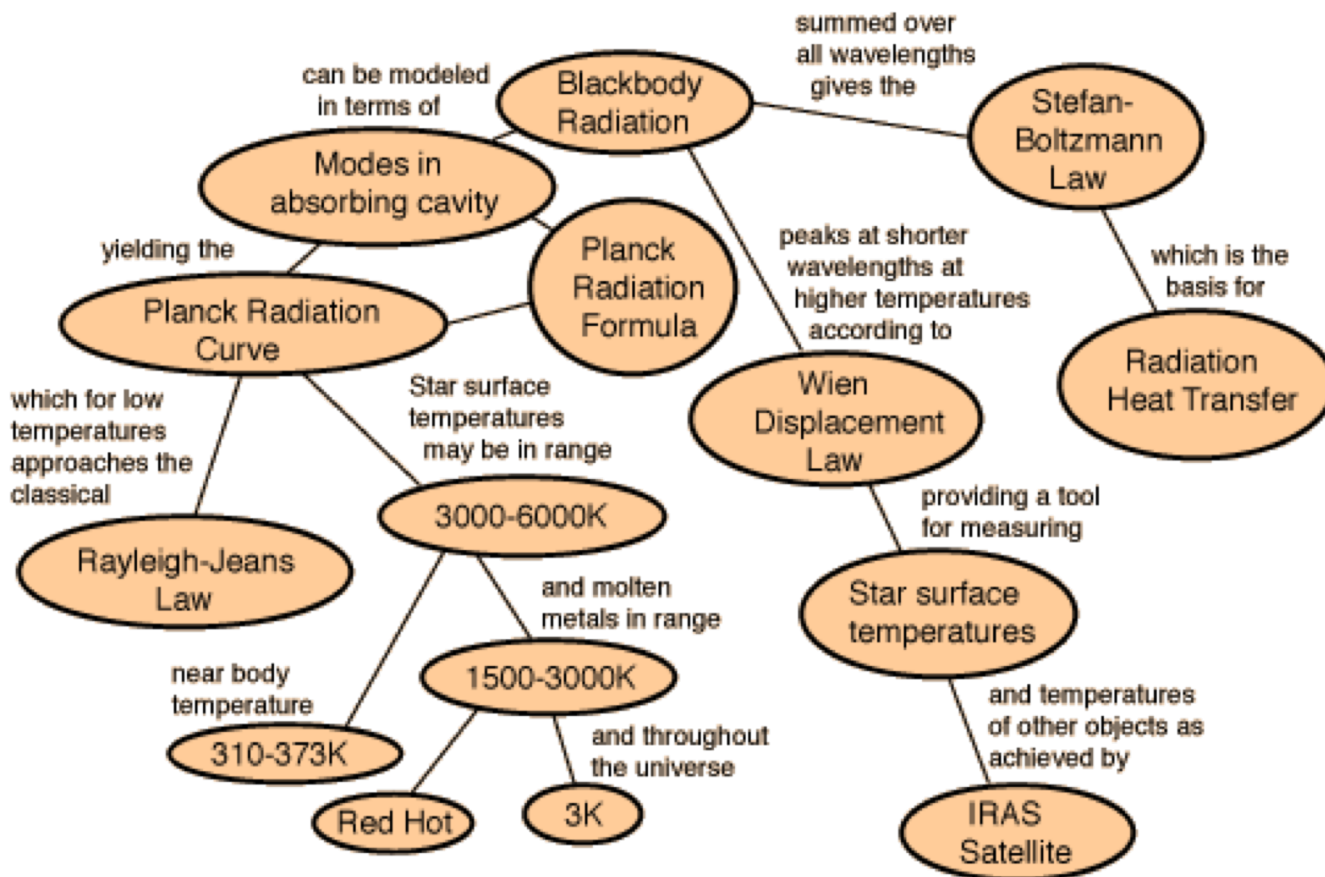 summed over
all wavelengths
gives the
can be modeled
in terms of
Blackbody
Radiation
Stefan-
Boltzmann
Law
Modes in
absorbing cavity
yielding the
Planck
Radiation
Formula
peaks at shorter
wavelengths at
higher temperatures
according to
which is the
basis for
Planck Radiation
Curve
Radiation
Heat Transfer
which for low
temperatures
approaches the
classical
Star surface
temperatures
may be in range
Wien
Displacement
Law
3000-6000K
providing a tool
for measuring
Rayleigh-Jeans
Law
and molten
metals in range
Star surface
temperatures
near body
temperature
1500-3000K
310-373K
and throughout
the universe
and temperatures
of other objects as
achieved by
Red Hot
3K
IRAS
Satellite